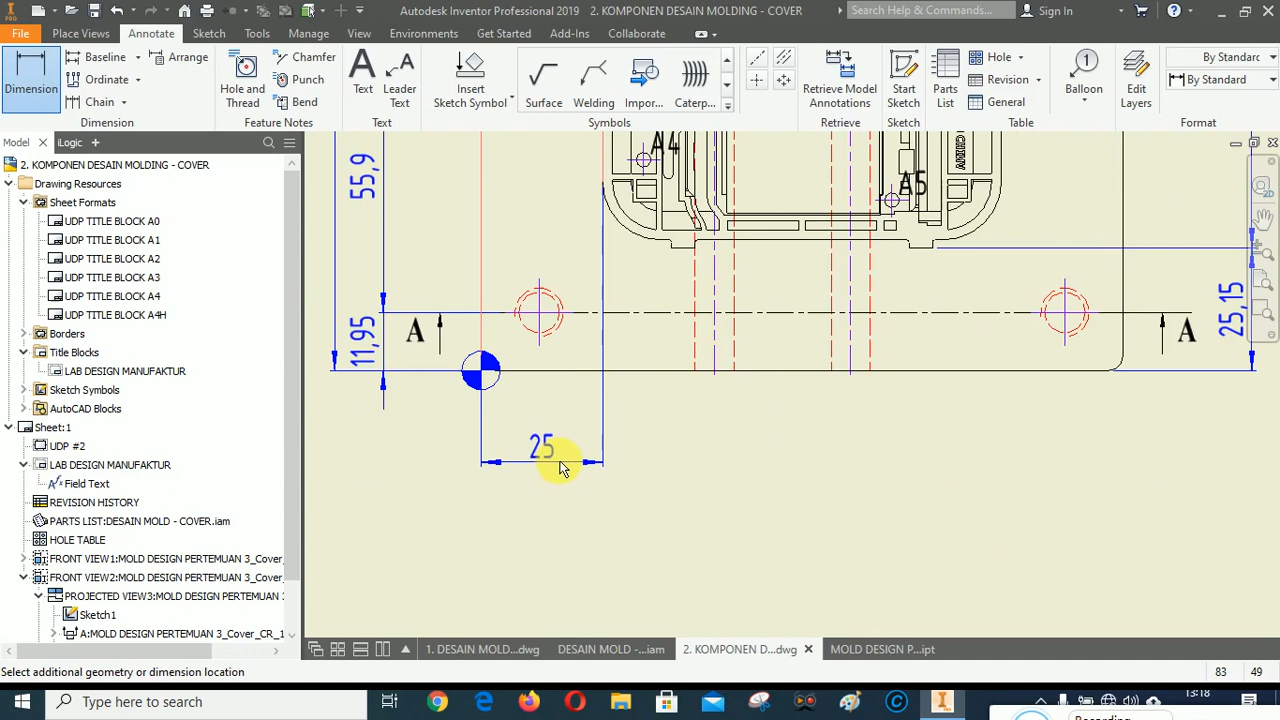 PRO
Autodesk Inventor Professional 2019   2. KOMPONEN DESAIN MOLDING - COVER
Search Help & Commands...
Sign In
File
Place Views
Annotate
Sketch
Tools
Manage
View
Environments
Get Started
Add-Ins
Collaborate
Dimension
Baseline
Ordinate
Chain
Arrange
Dimension
Hole and
Thread
Chamfer
Punch
Bend
Feature Notes
Text
Leader
Text
Text
Insert
Sketch Symbol
Surface
Welding
Impor...
Caterp...
Symbols
Retrieve Model
Annotations
Retrieve
Start
Sketch
Sketch
Parts
List
Hole
Revision
General
Table
Balloon
Edit
Layers
By Standar
By Standard
Format
Model
iLogic
2. KOMPONEN DESAIN MOLDING - COVER
Drawing Resources
Sheet Formats
UDP TITLE BLOCK A0
UDP TITLE BLOCK A1
UDP TITLE BLOCK A2
UDP TITLE BLOCK A3
UDP TITLE BLOCK A4
UDP TITLE BLOCK A4H
Borders
Title Blocks
LAB DESIGN MANUFAKTUR
Sketch Symbols
AutoCAD Blocks
Sheet:1
UDP #2
LAB DESIGN MANUFAKTUR
Field Text
REVISION HISTORY
PARTS LIST:DESAIN MOLD - COVER.iam
HOLE TABLE
FRONT VIEW1:MOLD DESIGN PERTEMUAN 3_Cover_
FRONT VIEW2:MOLD DESIGN PERTEMUAN 3_Cover_
PROJECTED VIEW3:MOLD DESIGN PERTEMUAN 3
Sketch1
A:MOLD DESIGN PERTEMUAN 3_Cover_CR_1
55,9
A4
A5
11,95
A
A
25,15
25
1. DESAIN MOLD...dwg
DESAIN MOLD -...iam
2. KOMPONEN D...dwg
MOLD DESIGN P...ipt
Select additional geometry or dimension location
83
49
Type here to search
13:18
Recording